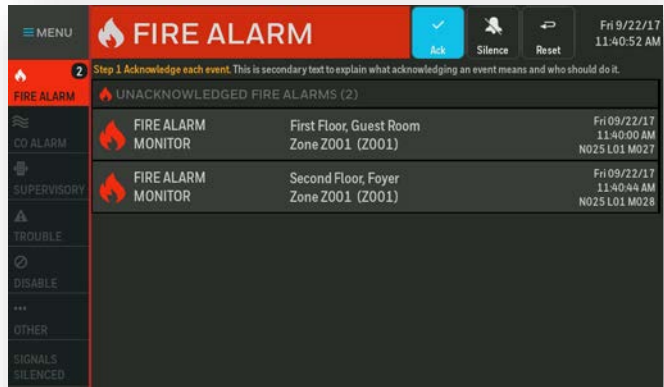 MENU
FIRE ALARM
Ack
Silence
Reset
Fri 9/22/17
11:40:52 AM
2
FIRE ALARM
CO ALARM
SUPERVISORY
TROUBLE
DISABLE
OTHER
SIGNALS
SILENCED
Step 1 Acknowledge each event. This is secondary text to explain what acknowledging an event means and who should do it.
UNACKNOWLEDGED FIRE ALARMS (2)
FIRE ALARM First Floor, Guest Room Fri 09/22/17
MONITOR Zone Z001 (Z001) 11:40:00 AM
N025 L01 M027
FIRE ALARM Second Floor, Foyer Fri 09/22/17
MONITOR Zone Z001 (Z001) 11:40:44 AM
N025 L01 M028